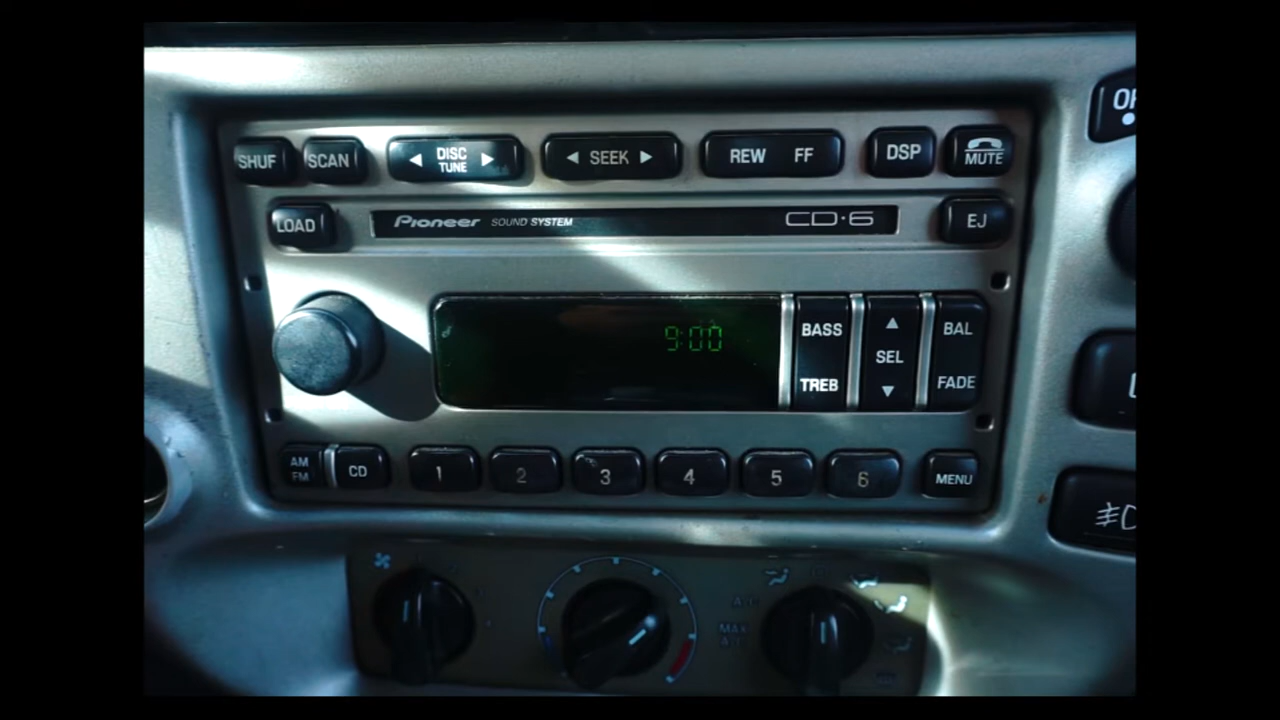 SHUF SCAN DISC TUNE SEEK REW FF DSP MUTE
LOAD Pioneer SOUND SYSTEM CD·6 EJ
9:00
BASS SEL BAL
TREB FADE
AM FM CD 1 2 3 4 5 6 MENU
A/C
MAX A/C